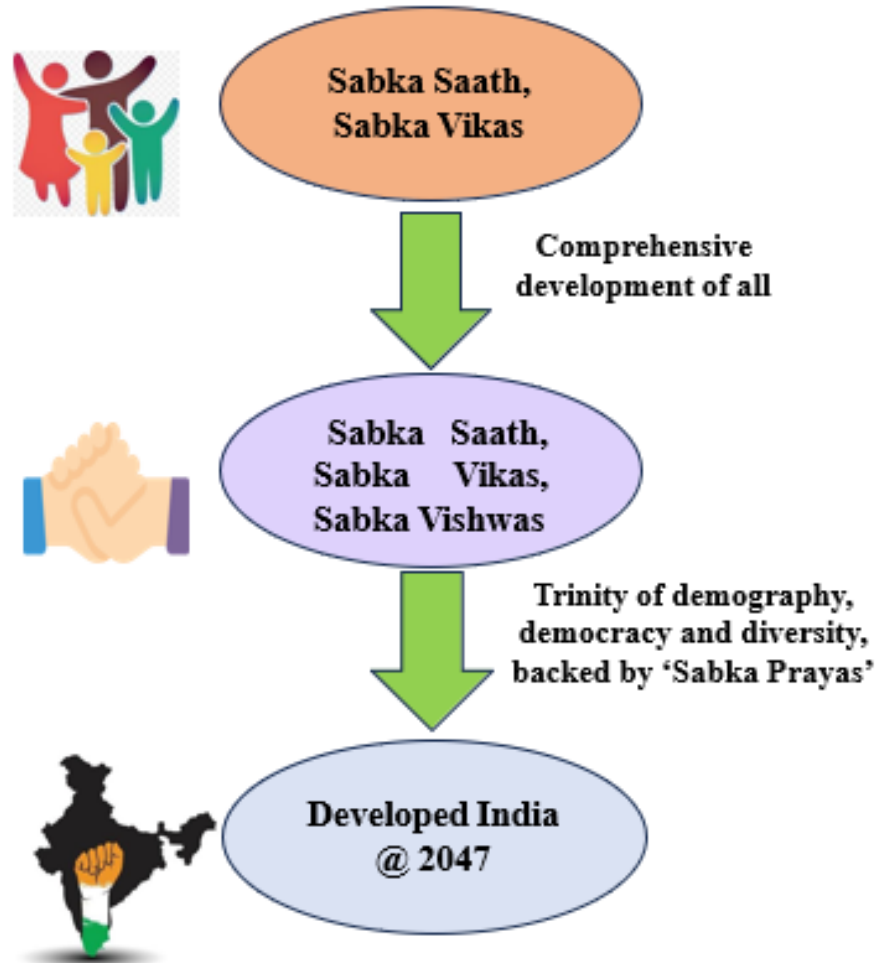 Sabka Saath,
Sabka Vikas
Comprehensive
development of all
Sabka Saath,
Sabka Vikas,
Sabka Vishwas
Trinity of demography,
democracy and diversity,
backed by ‘Sabka Prayas’
Developed India
@ 2047